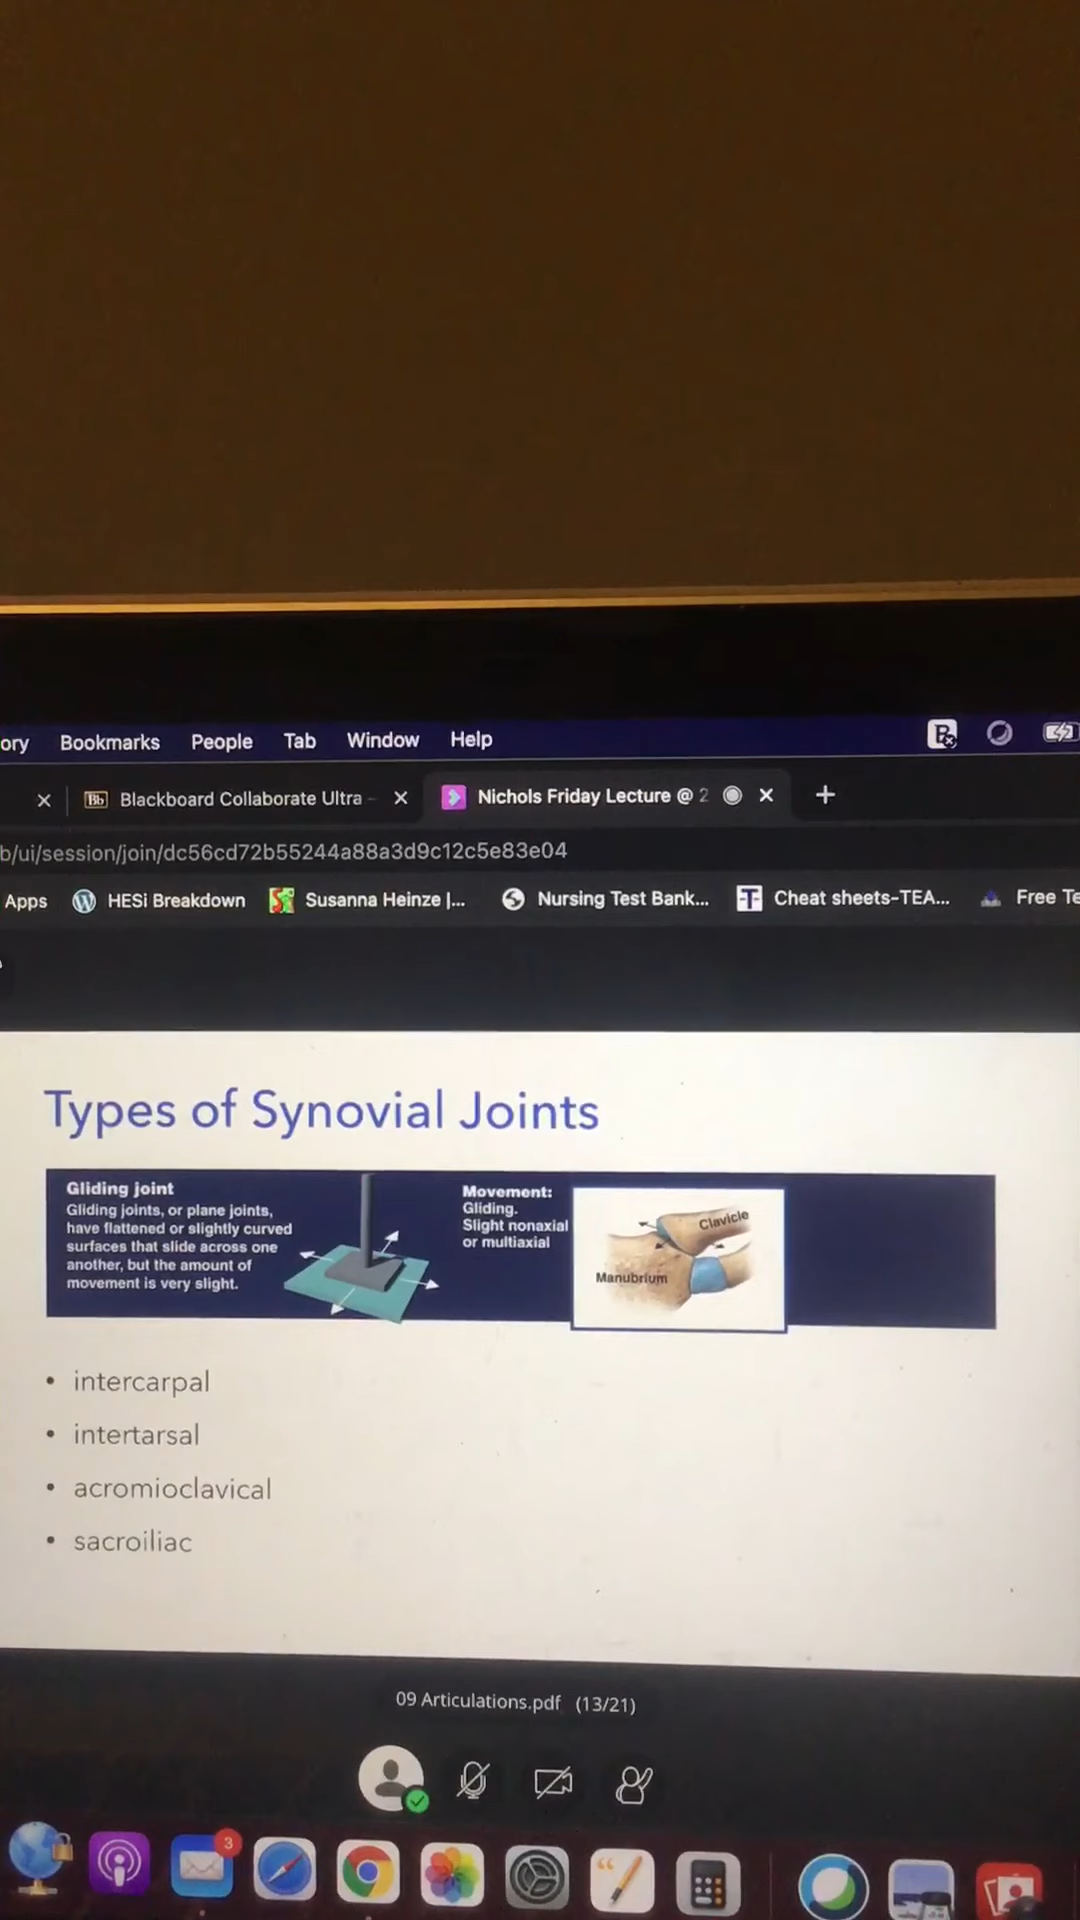 ory Bookmarks People Tab Window Help
Bb Blackboard Collaborate Ultra Nichols Friday Lecture @ 2
b/ui/session/join/dc56cd72b55244a88a3d9c12c5e83e04
Apps HESi Breakdown Susanna Heinze |... Nursing Test Bank... Cheat sheets-TEA... Free Te
Types of Synovial Joints
Gliding joint
Gliding joints, or plane joints,
have flattened or slightly curved
surfaces that slide across one
another, but the amount of
movement is very slight.
Movement:
Gliding.
Slight nonaxial
or multiaxial
Clavicle
Manubrium
• intercarpal
• intertarsal
• acromioclavical
• sacroiliac
09 Articulations.pdf (13/21)
3